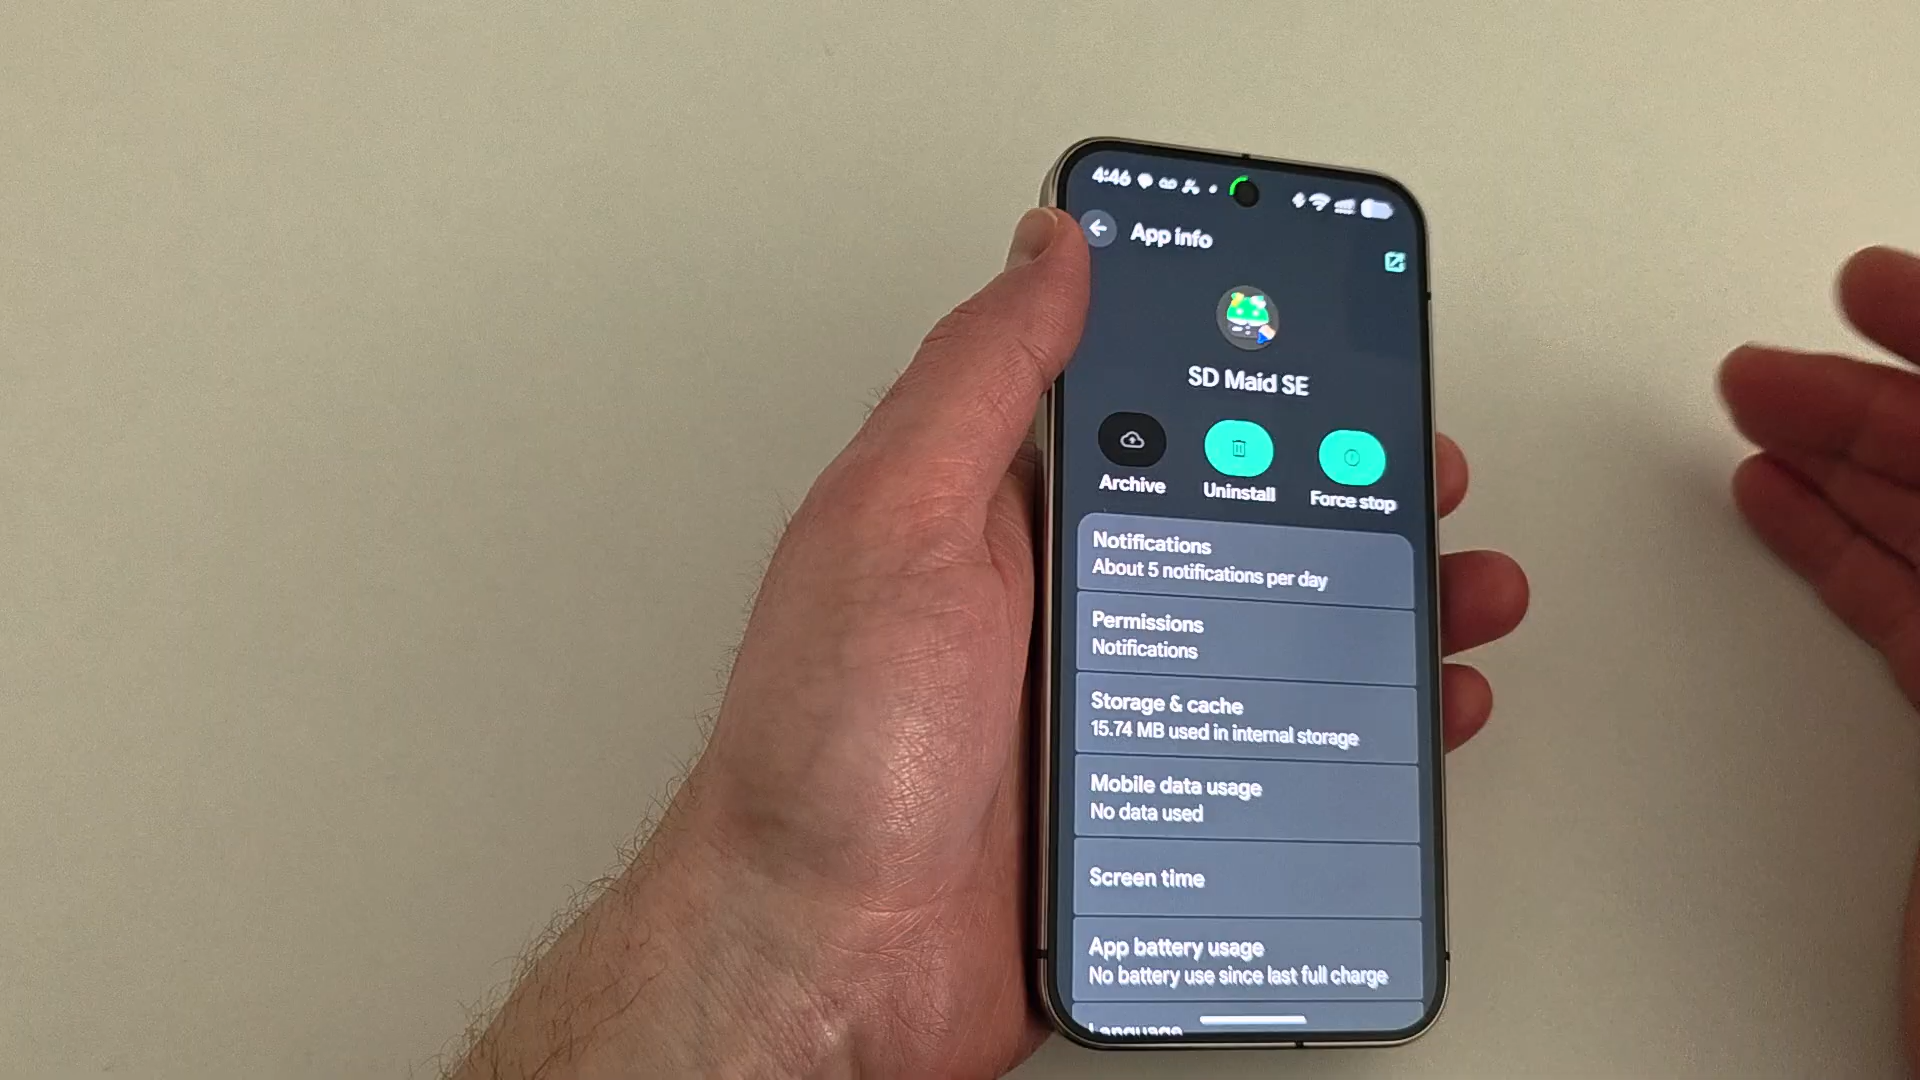 4:46
App info
SD Maid SE
Archive
Uninstall
Force stop
Notifications
About 5 notifications per day
Permissions
Notifications
Storage & cache
15.74 MB used in internal storage
Mobile data usage
No data used
Screen time
App battery usage
No battery use since last full charge
Language